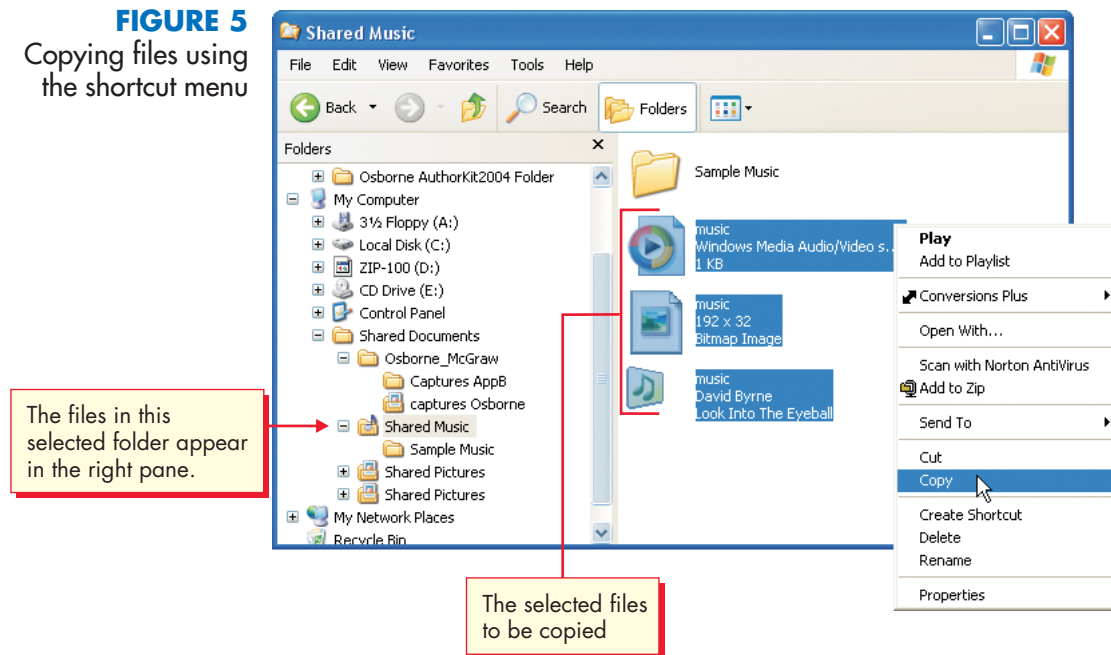 FIGURE 5
Copying files using
the shortcut menu
Shared Music
File Edit View Favorites Tools Help
Back Search Folders
Folders
Osborne AuthorKit2004 Folder
My Computer
3½ Floppy (A:)
Local Disk (C:)
ZIP-100 (D:)
CD Drive (E:)
Control Panel
Shared Documents
Osborne_McGraw
Captures AppB
captures Osborne
Shared Music
Sample Music
Shared Pictures
Shared Pictures
My Network Places
Recycle Bin
Sample Music
music
Windows Media Audio/Video s...
1 KB
music
192 x 32
Bitmap Image
music
David Byrne
Look Into The Eyeball
Play
Add to Playlist
Conversions Plus
Open With...
Scan with Norton AntiVirus
Add to Zip
Send To
Cut
Copy
Create Shortcut
Delete
Rename
Properties
The files in this
selected folder appear
in the right pane.
The selected files
to be copied